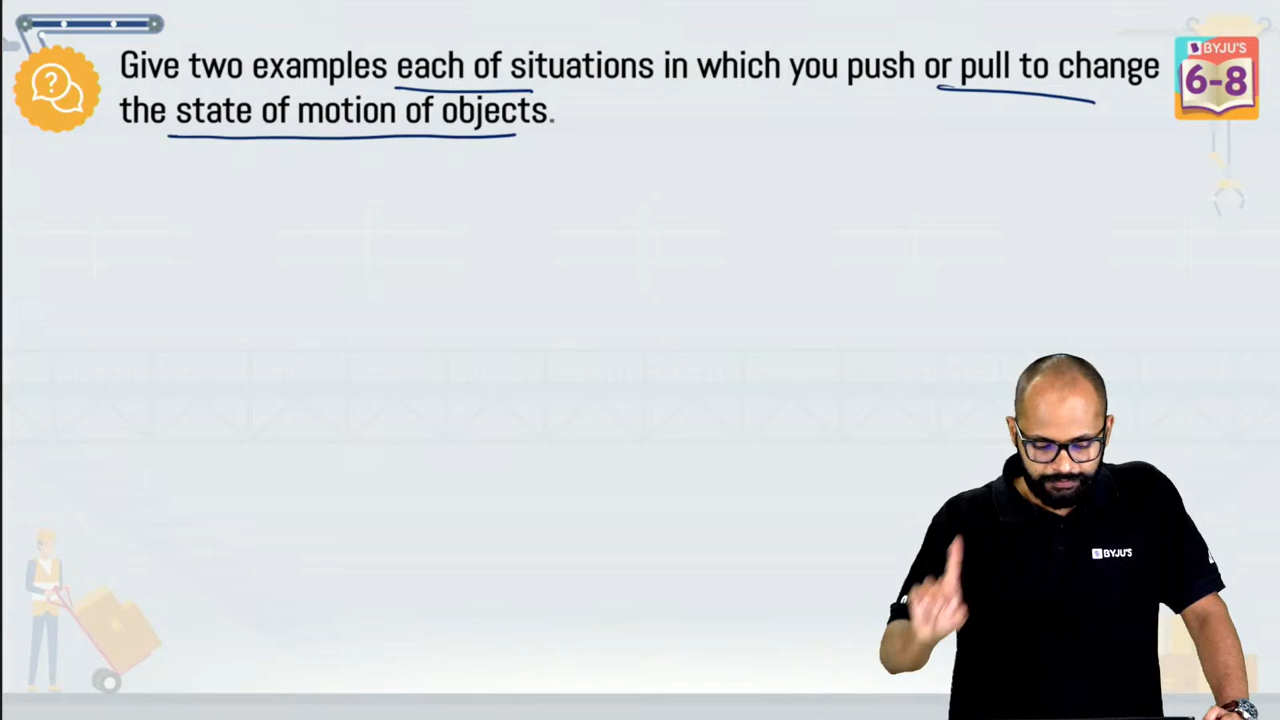 Give two examples each of situations in which you push or pull to change
the state of motion of objects.
BYJU'S
6-8
BYJU'S